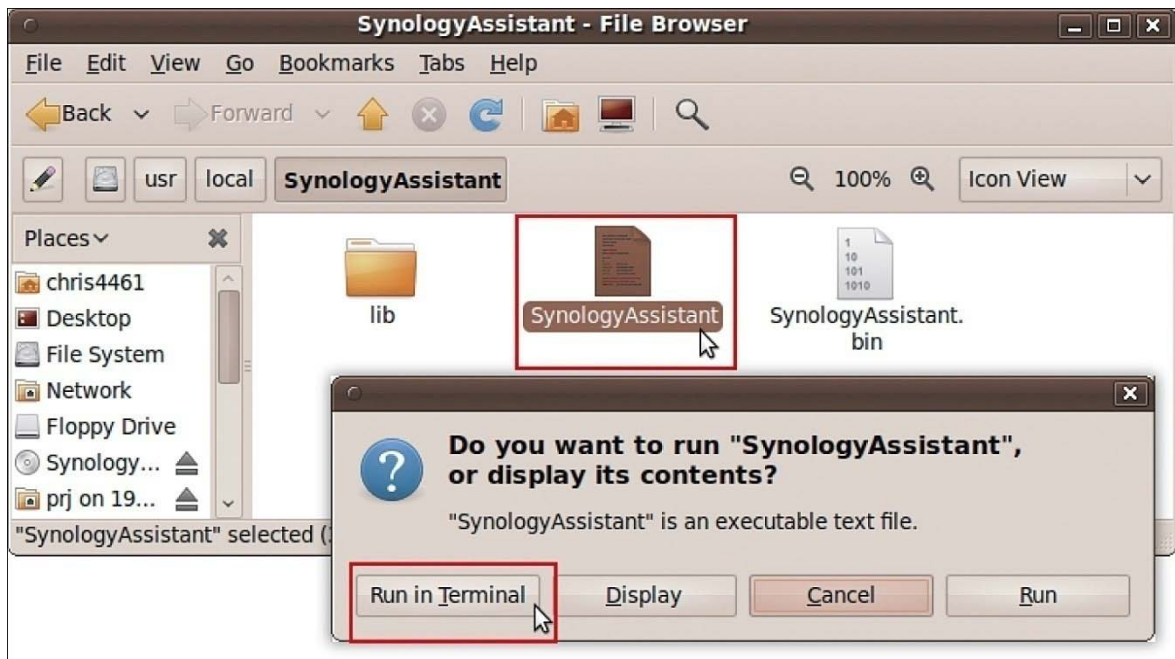 SynologyAssistant - File Browser
File Edit View Go Bookmarks Tabs Help
Back Forward
usr local SynologyAssistant 100% Icon View
Places
chris4461
Desktop
File System
Network
Floppy Drive
Synology...
prj on 19...
lib
SynologyAssistant
SynologyAssistant.
bin
1
10
101
1010
"SynologyAssistant" selected (
Do you want to run "SynologyAssistant",
or display its contents?
"SynologyAssistant" is an executable text file.
Run in Terminal Display Cancel Run